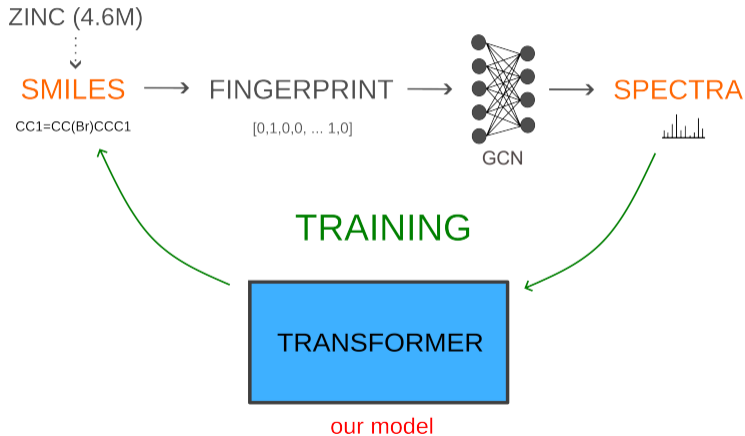 ZINC (4.6M)
SMILES
FINGERPRINT
SPECTRA
CC1=CC(Br)CCC1
[0,1,0,0, ... 1,0]
GCN
TRAINING
TRANSFORMER
our model